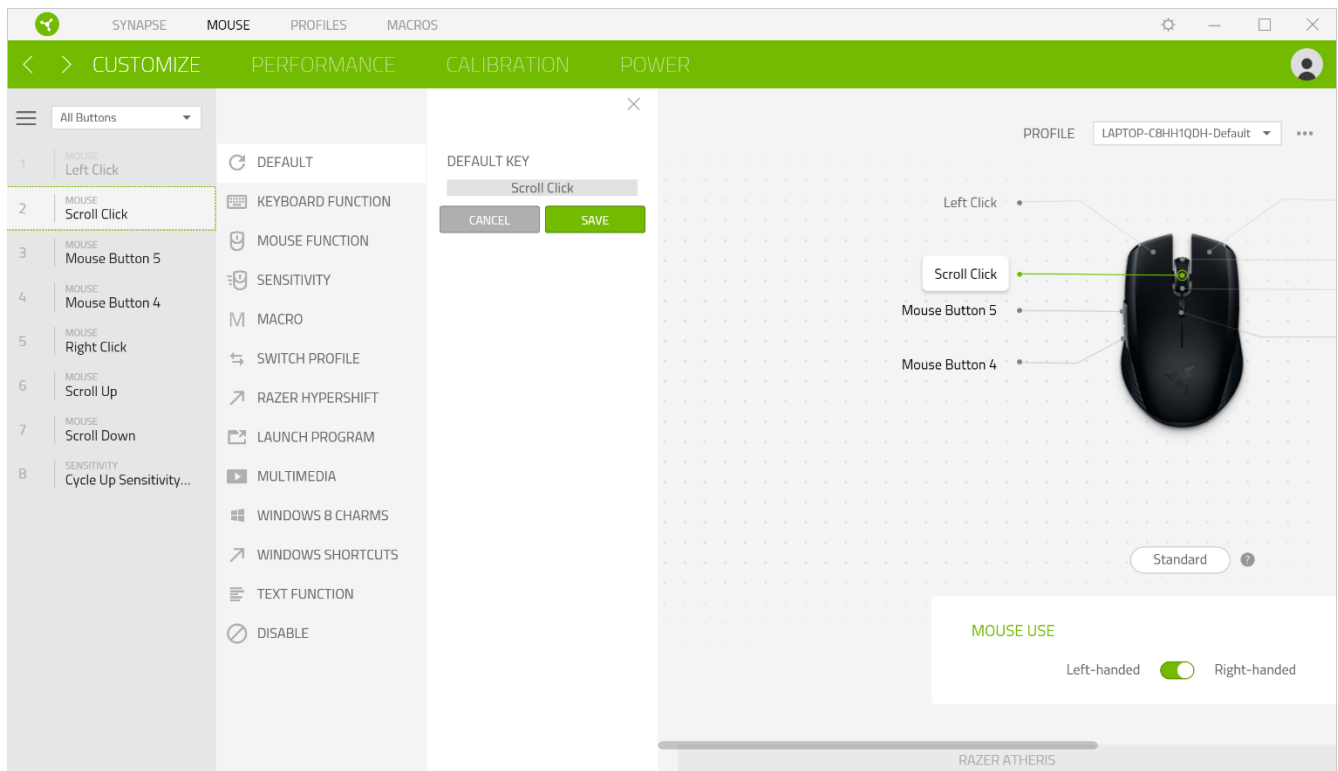 SYNAPSE MOUSE PROFILES MACROS
CUSTOMIZE PERFORMANCE CALIBRATION POWER
All Buttons
1 MOUSE
Left Click
2 MOUSE
Scroll Click
3 MOUSE
Mouse Button 5
4 MOUSE
Mouse Button 4
5 MOUSE
Right Click
6 MOUSE
Scroll Up
7 MOUSE
Scroll Down
8 SENSITIVITY
Cycle Up Sensitivity...
DEFAULT
KEYBOARD FUNCTION
MOUSE FUNCTION
SENSITIVITY
MACRO
SWITCH PROFILE
RAZER HYPERSHIFT
LAUNCH PROGRAM
MULTIMEDIA
WINDOWS 8 CHARMS
WINDOWS SHORTCUTS
TEXT FUNCTION
DISABLE
DEFAULT KEY
Scroll Click
CANCEL SAVE
PROFILE LAPTOP-C8HH1QDH-Default
Left Click
Scroll Click
Mouse Button 5
Mouse Button 4
Standard ?
MOUSE USE
Left-handed Right-handed
RAZER ATHERIS